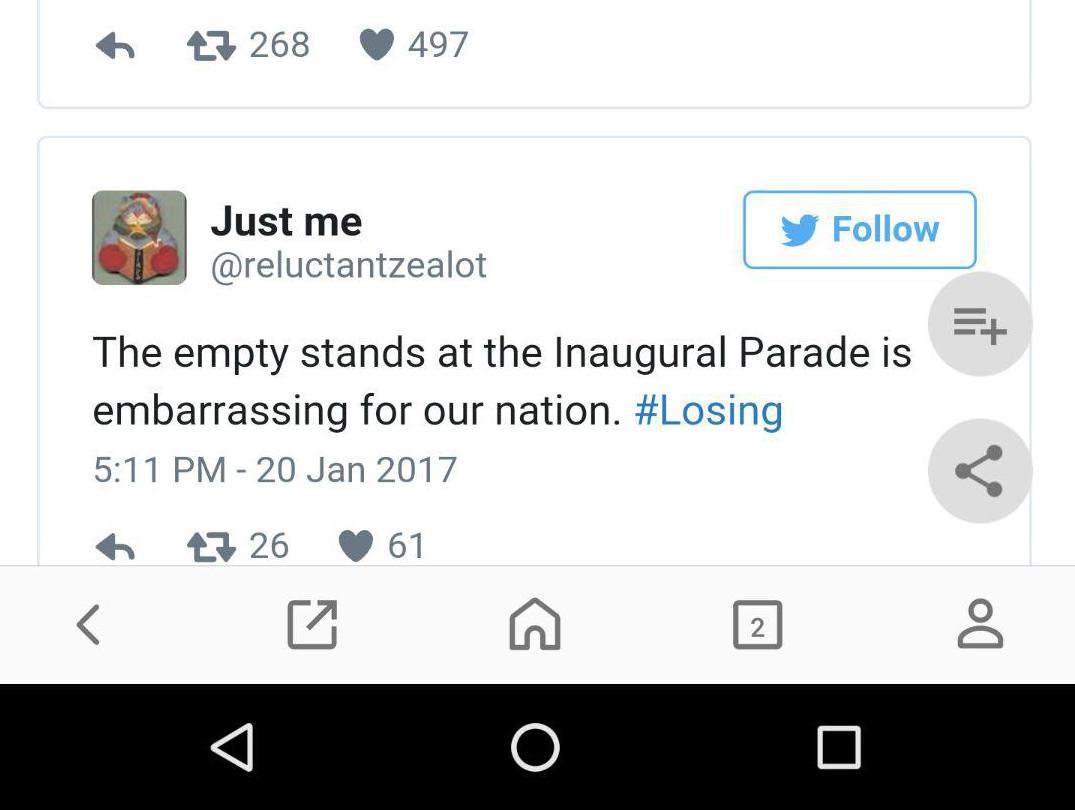 268 497
Just me
Follow
@reluctantzealot
The empty stands at the Inaugural Parade is
embarrassing for our nation. #Losing
5:11 PM - 20 Jan 2017
26 61
2